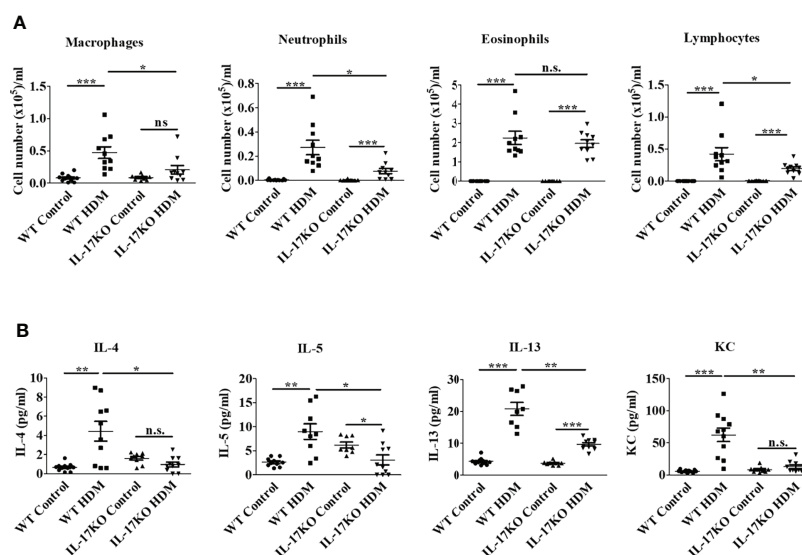 A
Macrophages
Neutrophils
Eosinophils
Lymphocytes
Cell number (x10⁵)/ml
1.5
1.0
0.5
0.0
***
*
ns
WT Control
WT HDM
IL-17KO Control
IL-17KO HDM
Cell number (x10⁵)/ml
0.8
0.6
0.4
0.2
0.0
***
*
***
WT Control
WT HDM
IL-17KO Control
IL-17KO HDM
Cell number (x10⁵)/ml
5
4
3
2
1
0
***
n.s.
***
WT Control
WT HDM
IL-17KO Control
IL-17KO HDM
Cell number (x10⁵)/ml
1.5
1.0
0.5
0.0
***
*
***
WT Control
WT HDM
IL-17KO Control
IL-17KO HDM
B
IL-4
IL-5
IL-13
KC
IL-4 (pg/ml)
10
8
6
4
2
0
**
*
n.s.
WT Control
WT HDM
IL-17KO Control
IL-17KO HDM
IL-5 (pg/ml)
20
15
10
5
0
**
*
*
WT Control
WT HDM
IL-17KO Control
IL-17KO HDM
IL-13 (pg/ml)
30
20
10
0
***
**
***
WT Control
WT HDM
IL-17KO Control
IL-17KO HDM
KC (pg/ml)
150
100
50
0
***
**
n.s.
WT Control
WT HDM
IL-17KO Control
IL-17KO HDM